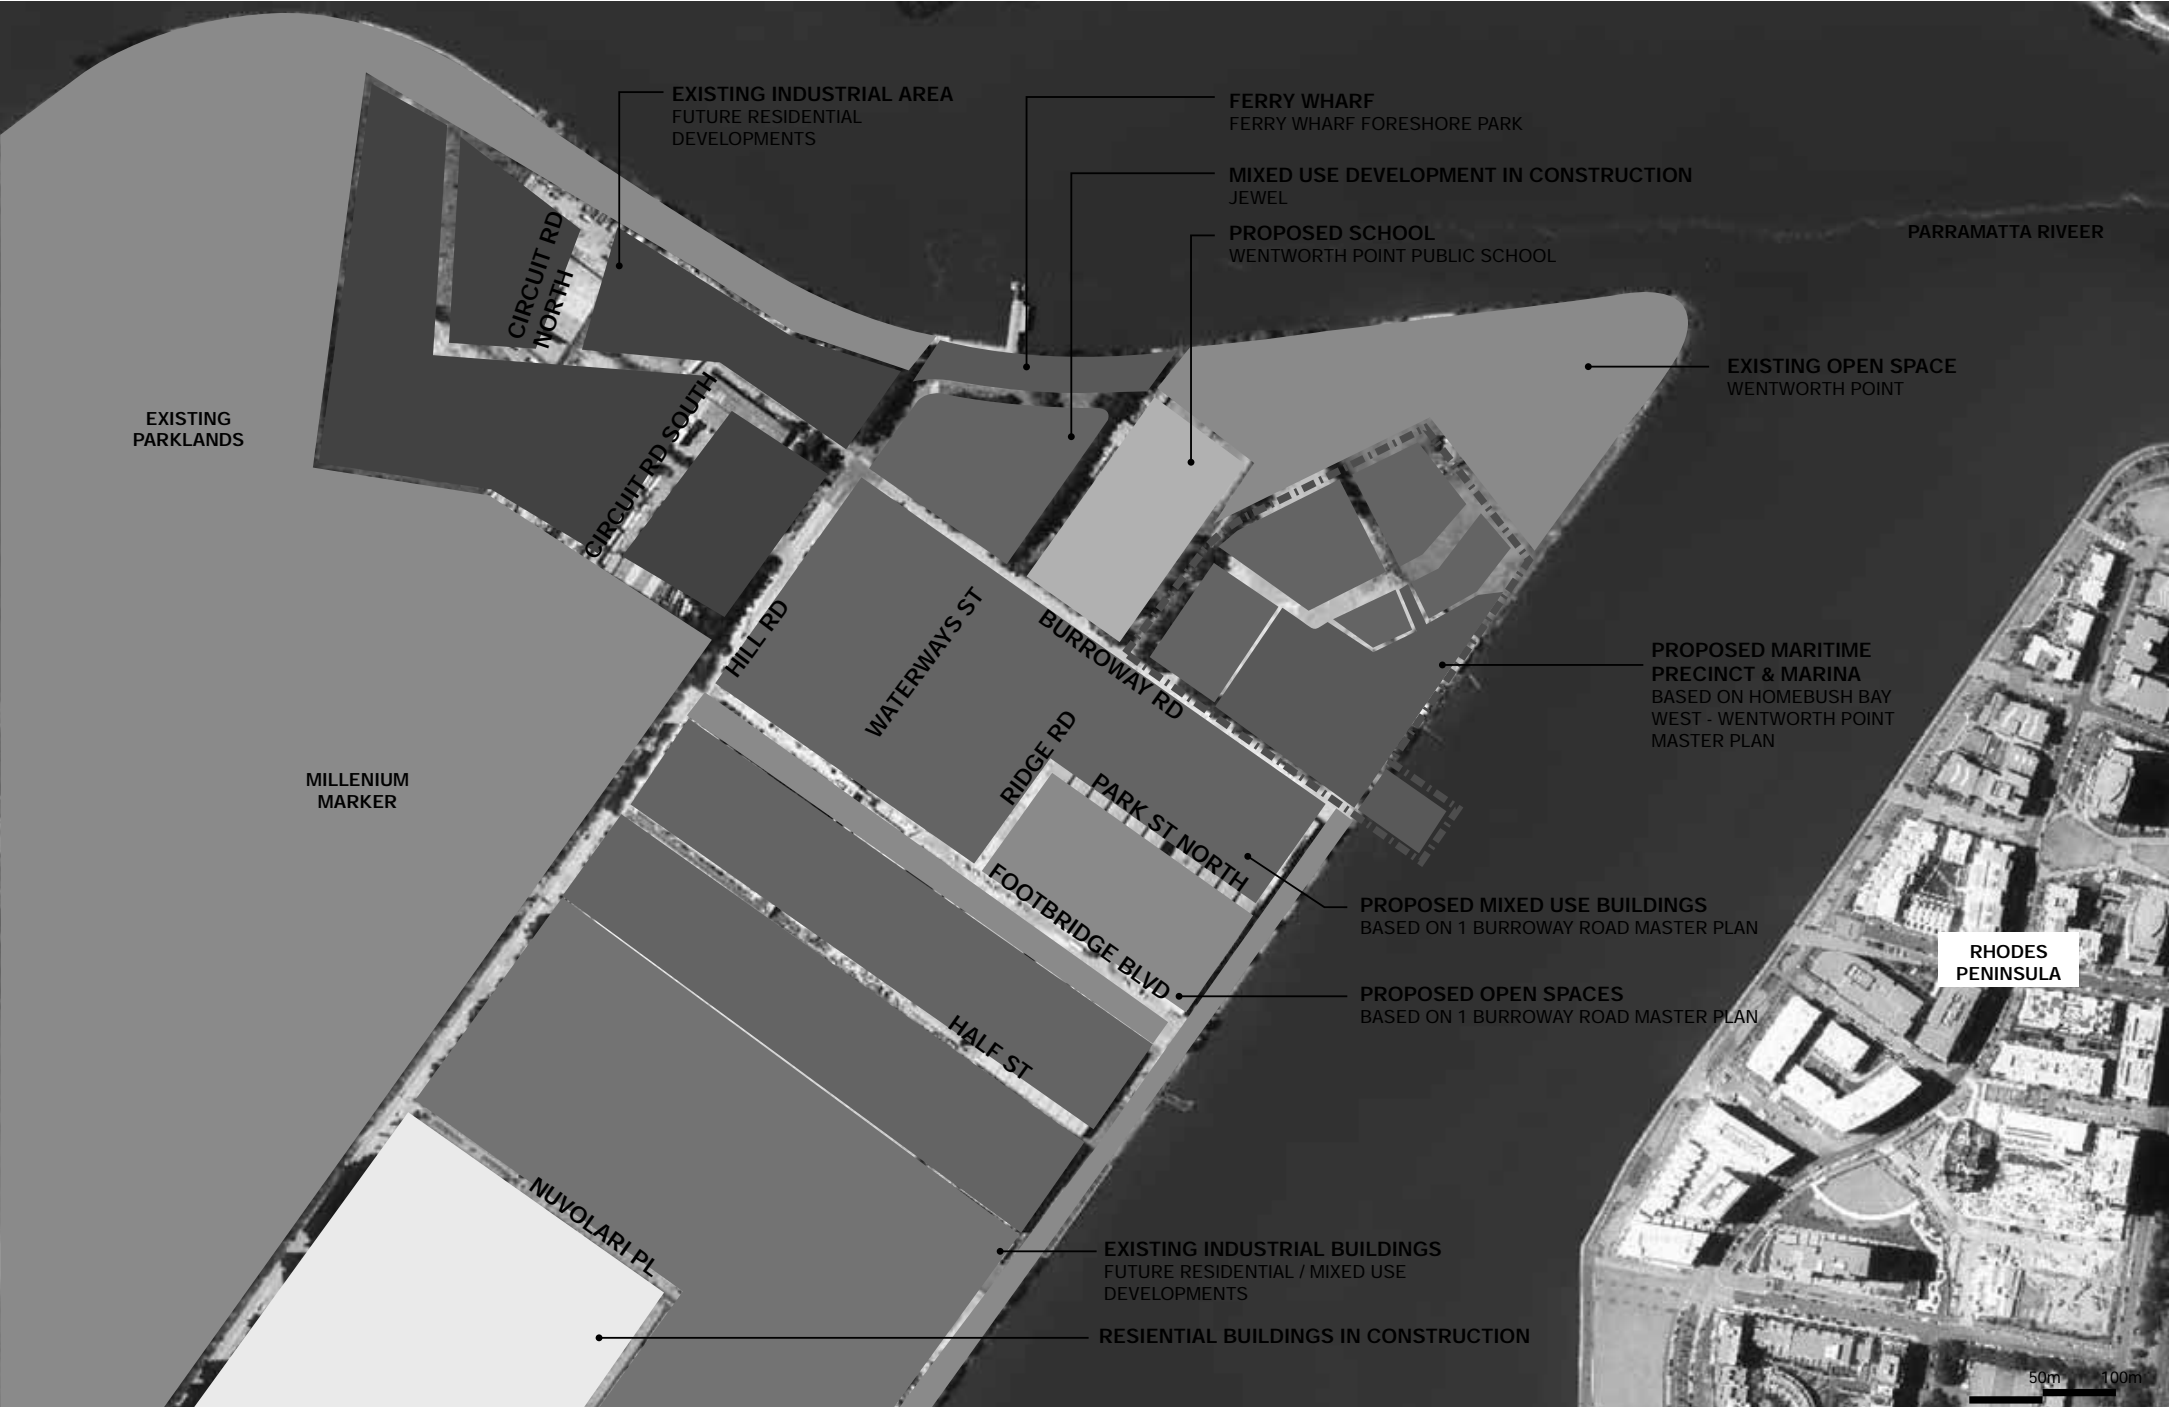 EXISTING INDUSTRIAL AREA
FUTURE RESIDENTIAL
DEVELOPMENTS
FERRY WHARF
FERRY WHARF FORESHORE PARK
MIXED USE DEVELOPMENT IN CONSTRUCTION
JEWEL
PROPOSED SCHOOL
WENTWORTH POINT PUBLIC SCHOOL
PARRAMATTA RIVEER
CIRCUIT RD
NORTH
EXISTING OPEN SPACE
WENTWORTH POINT
EXISTING
PARKLANDS
CIRCUIT RD SOUTH
HILL RD
WATERWAYS ST
BURROWAY RD
PROPOSED MARITIME
PRECINCT & MARINA
BASED ON HOMEBUSH BAY
WEST - WENTWORTH POINT
MASTER PLAN
MILLENIUM
MARKER
RIDGE RD
PARK ST NORTH
FOOTBRIDGE BLVD
PROPOSED MIXED USE BUILDINGS
BASED ON 1 BURROWAY ROAD MASTER PLAN
RHODES
PENINSULA
PROPOSED OPEN SPACES
BASED ON 1 BURROWAY ROAD MASTER PLAN
HALF ST
NUVOLARI PL
EXISTING INDUSTRIAL BUILDINGS
FUTURE RESIDENTIAL / MIXED USE
DEVELOPMENTS
RESIENTIAL BUILDINGS IN CONSTRUCTION
50m
100m